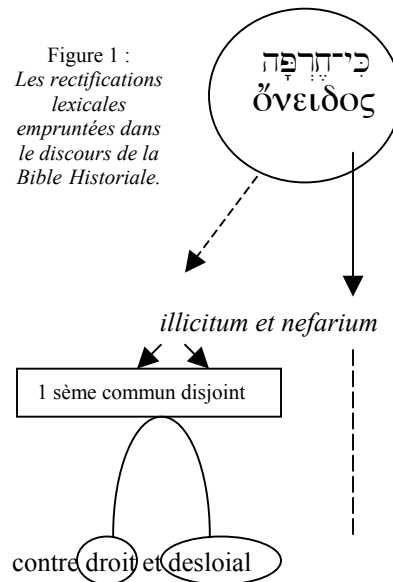 Figure 1 :
Les rectifications
lexicales
empruntées dans
le discours de la
Bible Historiale.
כִּי־חֶרְפָּה
ὄνειδος
illicitum et nefarium
1 sème commun disjoint
contre droit et desloial